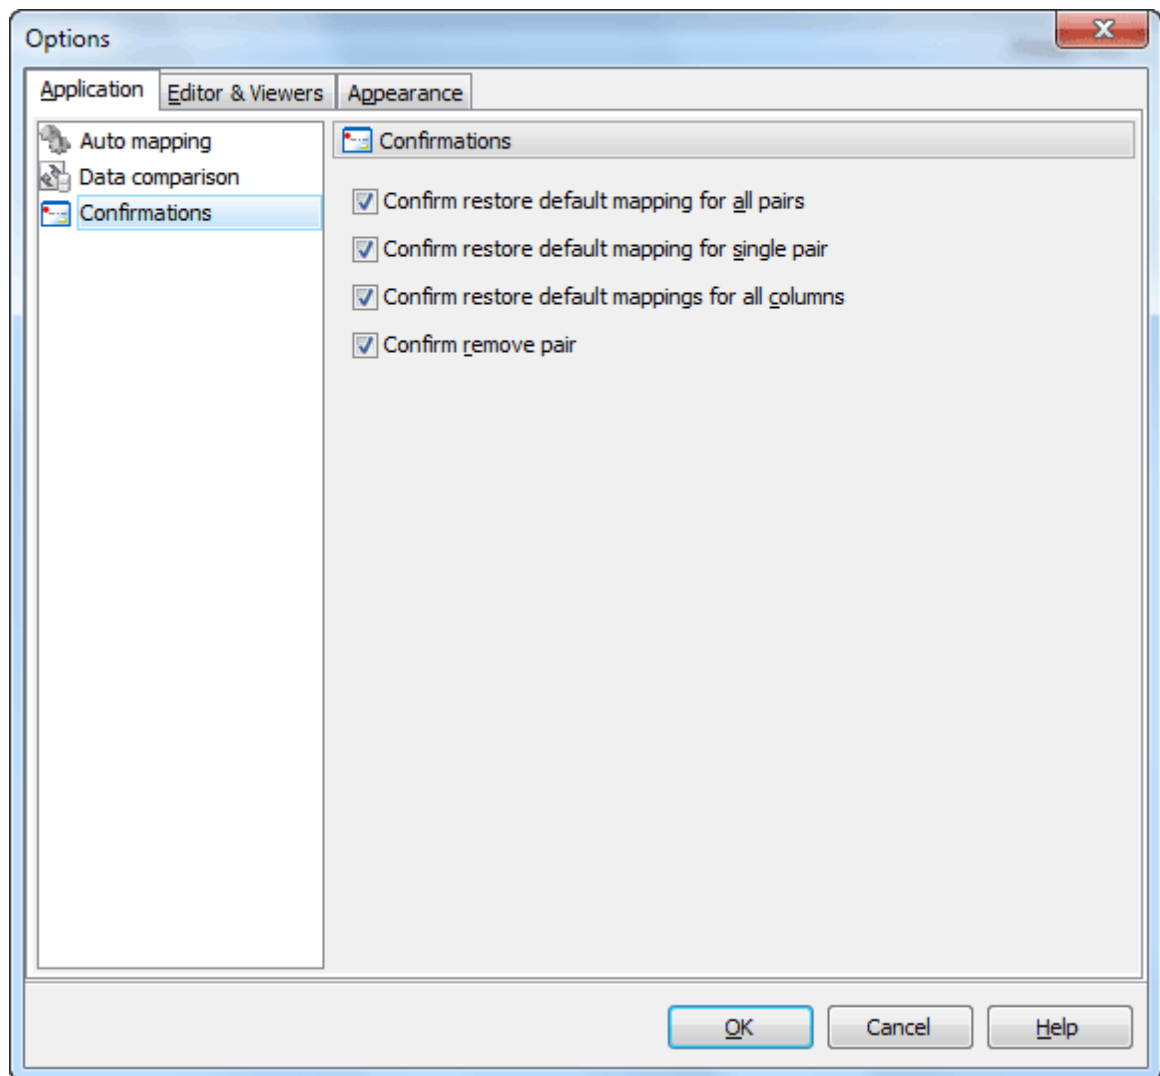 Options
X
Application Editor & Viewers Appearance
Auto mapping
Data comparison
Confirmations
Confirmations
Confirm restore default mapping for all pairs
Confirm restore default mapping for single pair
Confirm restore default mappings for all columns
Confirm remove pair
OK Cancel Help